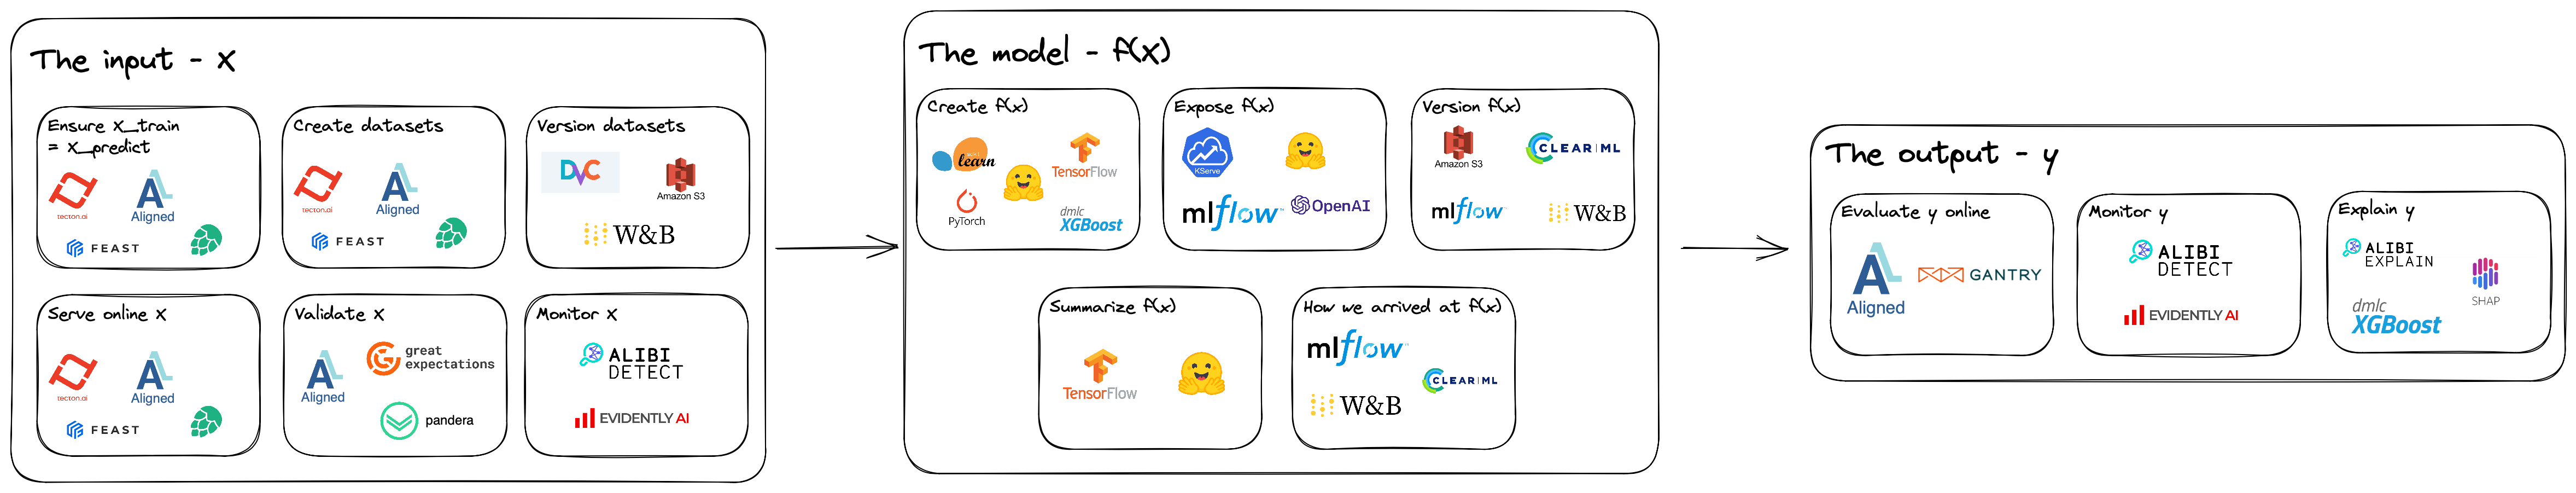 The input - X
Ensure X_train
= X_predict
tecton.ai
Aligned
FEAST
Create datasets
tecton.ai
Aligned
FEAST
Version datasets
DVC
Amazon S3
W&B
Serve online X
tecton.ai
Aligned
FEAST
Validate X
Aligned
great
expectations
pandera
Monitor X
ALIBI
DETECT
EVIDENTLY AI
The model - f(X)
Create f(x)
learn
TensorFlow
PyTorch
dmlc
XGBoost
Expose f(x)
KServe
mlflow™
OpenAI
Version f(x)
Amazon S3
CLEAR|ML
mlflow™
W&B
Summarize f(x)
TensorFlow
How we arrived at f(x)
mlflow™
CLEAR|ML
W&B
The output - y
Evaluate y online
Aligned
GANTRY
Monitor y
ALIBI
DETECT
EVIDENTLY AI
Explain y
ALIBI
EXPLAIN
SHAP
dmlc
XGBoost